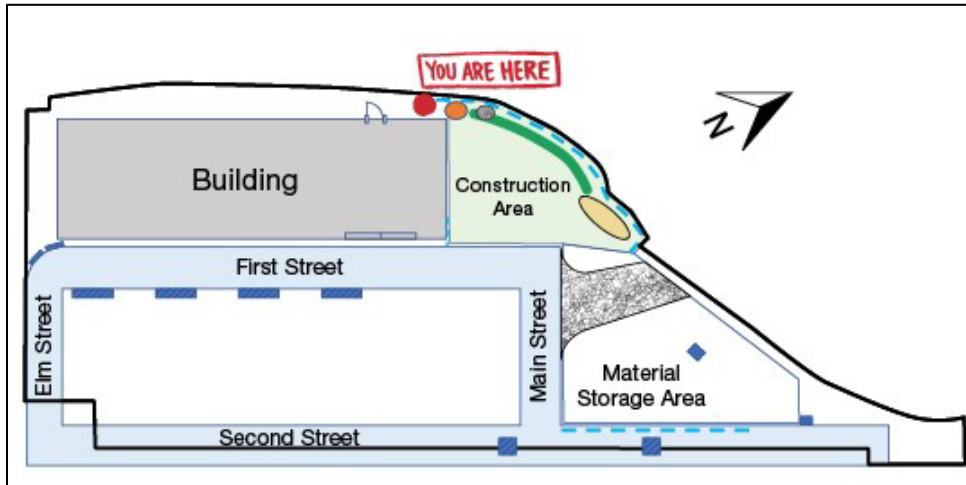 YOU ARE HERE
N
Building
Construction
Area
First Street
Elm Street
Main Street
Material
Storage Area
Second Street